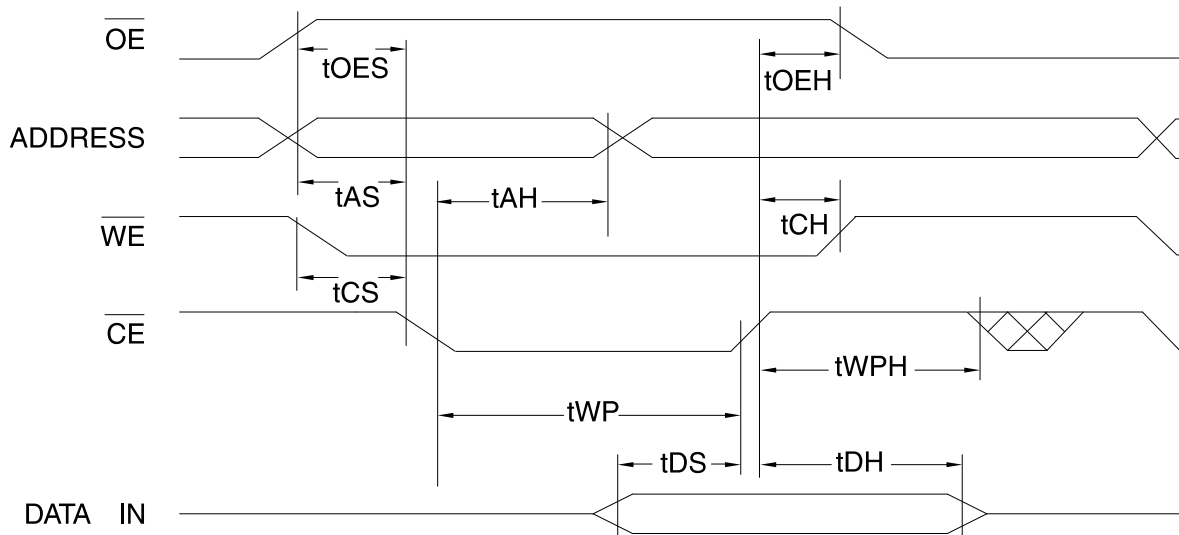 OE
tOES
tOEH
ADDRESS
tAS
tAH
tCH
WE
tCS
CE
tWPH
tWP
tDS
tDH
DATA IN